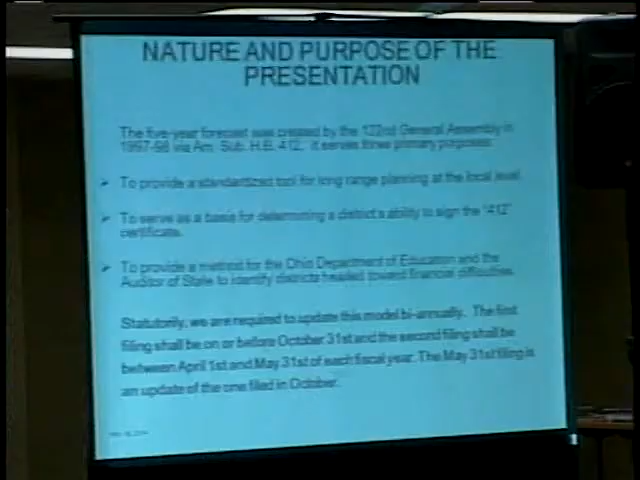 NATURE AND PURPOSE OF THE
PRESENTATION
The five-year forecast was created by the 122nd General Assembly in
1997-98 via Am. Sub. H.B. 412. it serves three primary purposes:
To provide a standardized tool for long range planning at the local level
To serve as a basis for determining a district's ability to sign the "412"
certificate.
To provide a method for the Ohio Department of Education and the
Auditor of State to identify districts headed toward financial difficulties.
Statutorily, we are required to update this model bi-annually. The first
filing shall be on or before October 31st and the second filing shall be
between April 1st and May 31st of each fiscal year. The May 31st filing is
an update of the one filled in October.